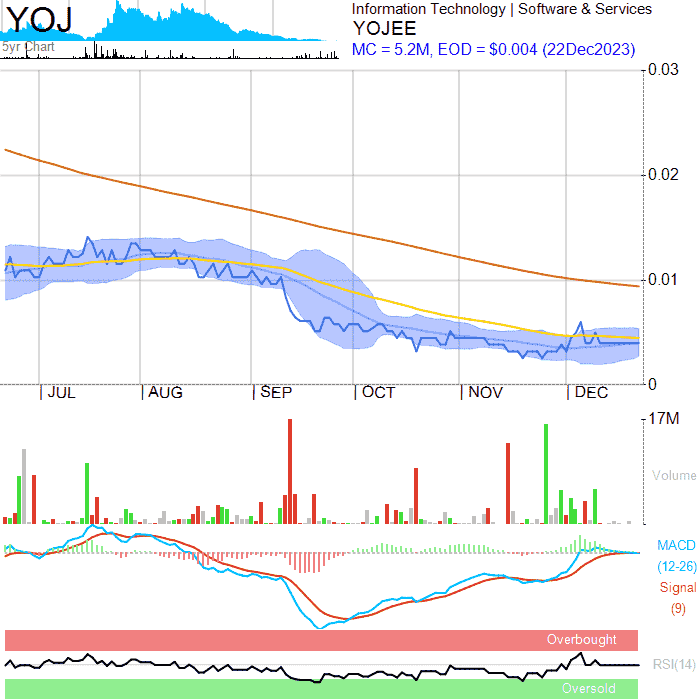 YOJ
Information Technology | Software & Services
YOJEE
5yr Chart
MC = 5.2M, EOD = $0.004 (22Dec2023)
0.03
0.02
0.01
0
| JUL | AUG | SEP | OCT | NOV | DEC
17M
Volume
MACD
(12-26)
Signal
(9)
Overbought
RSI(14)
Oversold